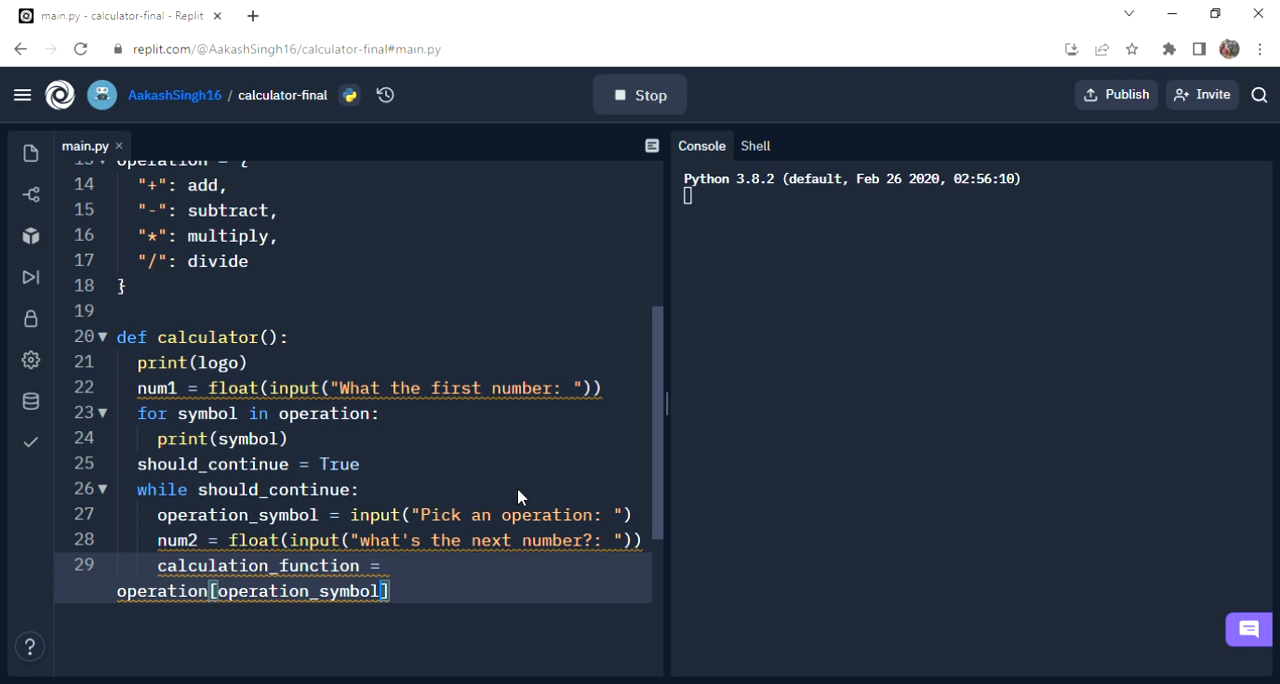 main.py - calculator-final - Replit
replit.com/@AakashSingh16/calculator-final#main.py
AakashSingh16 / calculator-final
Stop
Publish
Invite
main.py
Console
Shell
13 operation = {
14 "+": add,
15 "-": subtract,
16 "*": multiply,
17 "/": divide
18 }
19
20 def calculator():
21 print(logo)
22 num1 = float(input("What the first number: "))
23 for symbol in operation:
24 print(symbol)
25 should_continue = True
26 while should_continue:
27 operation_symbol = input("Pick an operation: ")
28 num2 = float(input("what's the next number?: "))
29 calculation_function =
operation[operation_symbol]
Python 3.8.2 (default, Feb 26 2020, 02:56:10)
?